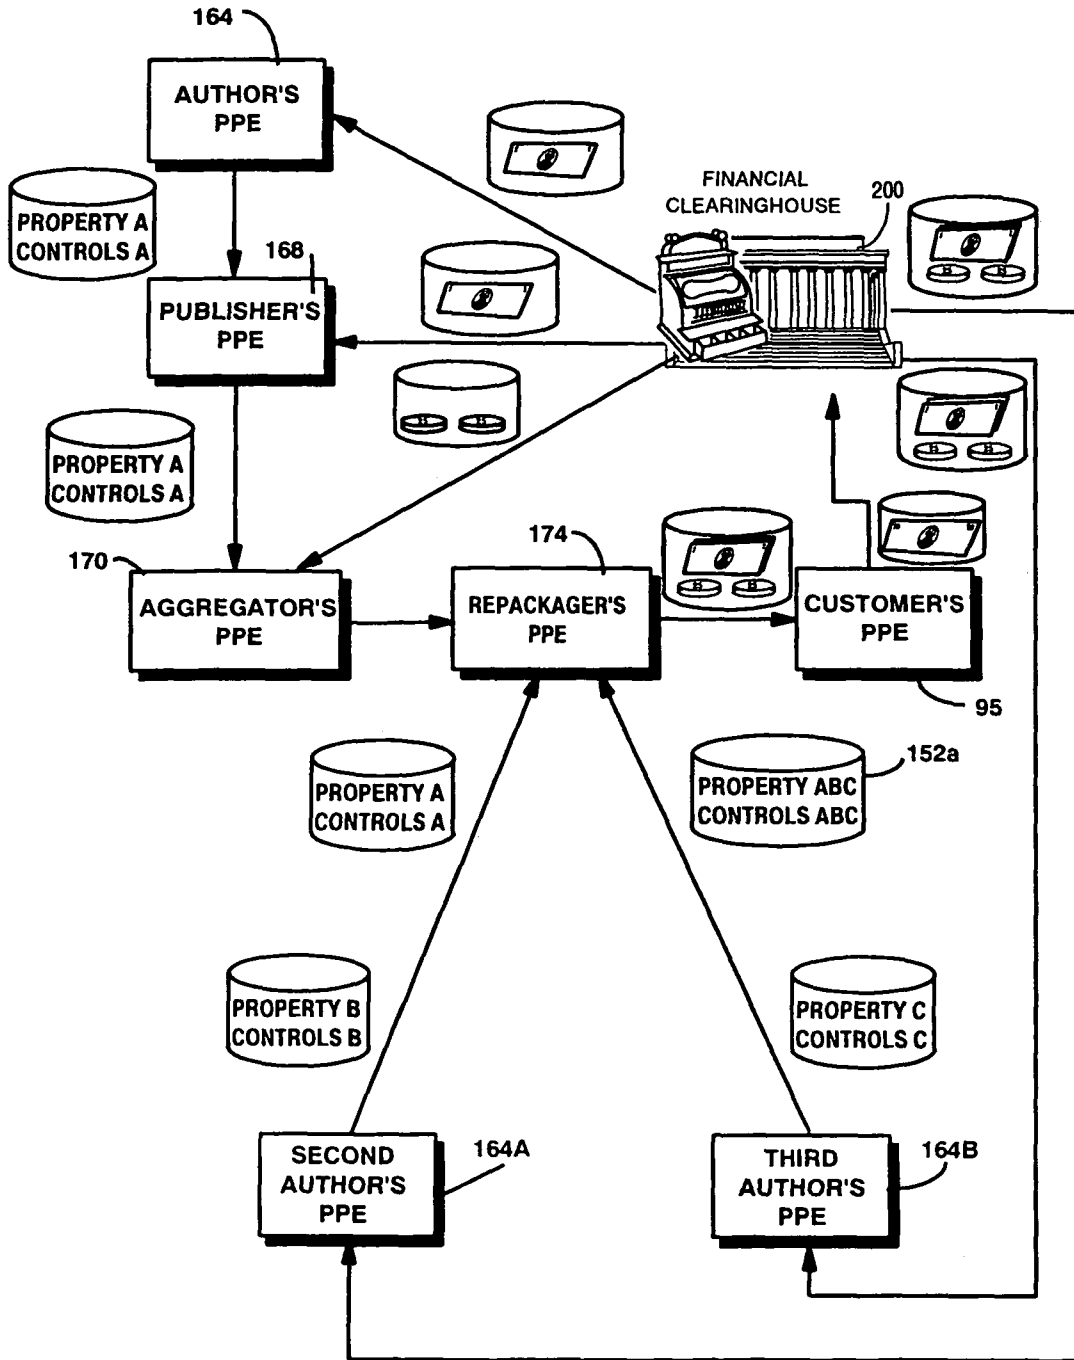 164
AUTHOR'S
PPE
PROPERTY A
CONTROLS A
FINANCIAL
CLEARINGHOUSE
200
168
PUBLISHER'S
PPE
B B
B B
PROPERTY A
CONTROLS A
B B
170
AGGREGATOR'S
PPE
174
REPACKAGER'S
PPE
B B
CUSTOMER'S
PPE
95
PROPERTY A
CONTROLS A
PROPERTY ABC
CONTROLS ABC
152a
PROPERTY B
CONTROLS B
PROPERTY C
CONTROLS C
SECOND
AUTHOR'S
PPE
164A
THIRD
AUTHOR'S
PPE
164B